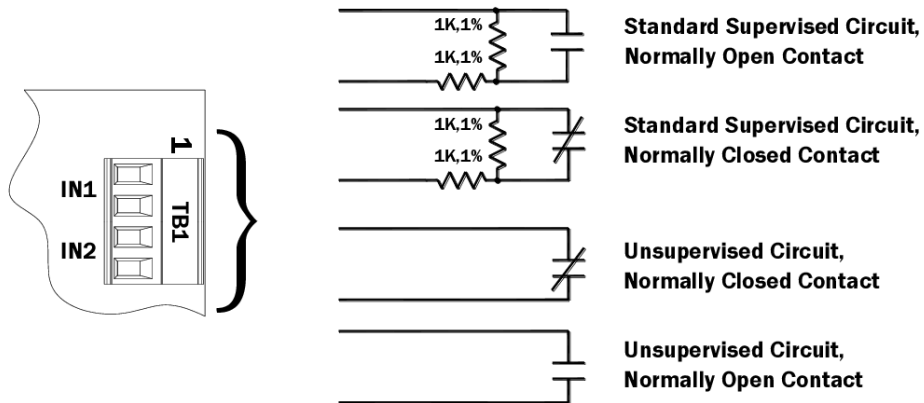 1
IN1
IN2
TB1
1K,1%
1K,1%
Standard Supervised Circuit,
Normally Open Contact
1K,1%
1K,1%
Standard Supervised Circuit,
Normally Closed Contact
Unsupervised Circuit,
Normally Closed Contact
Unsupervised Circuit,
Normally Open Contact